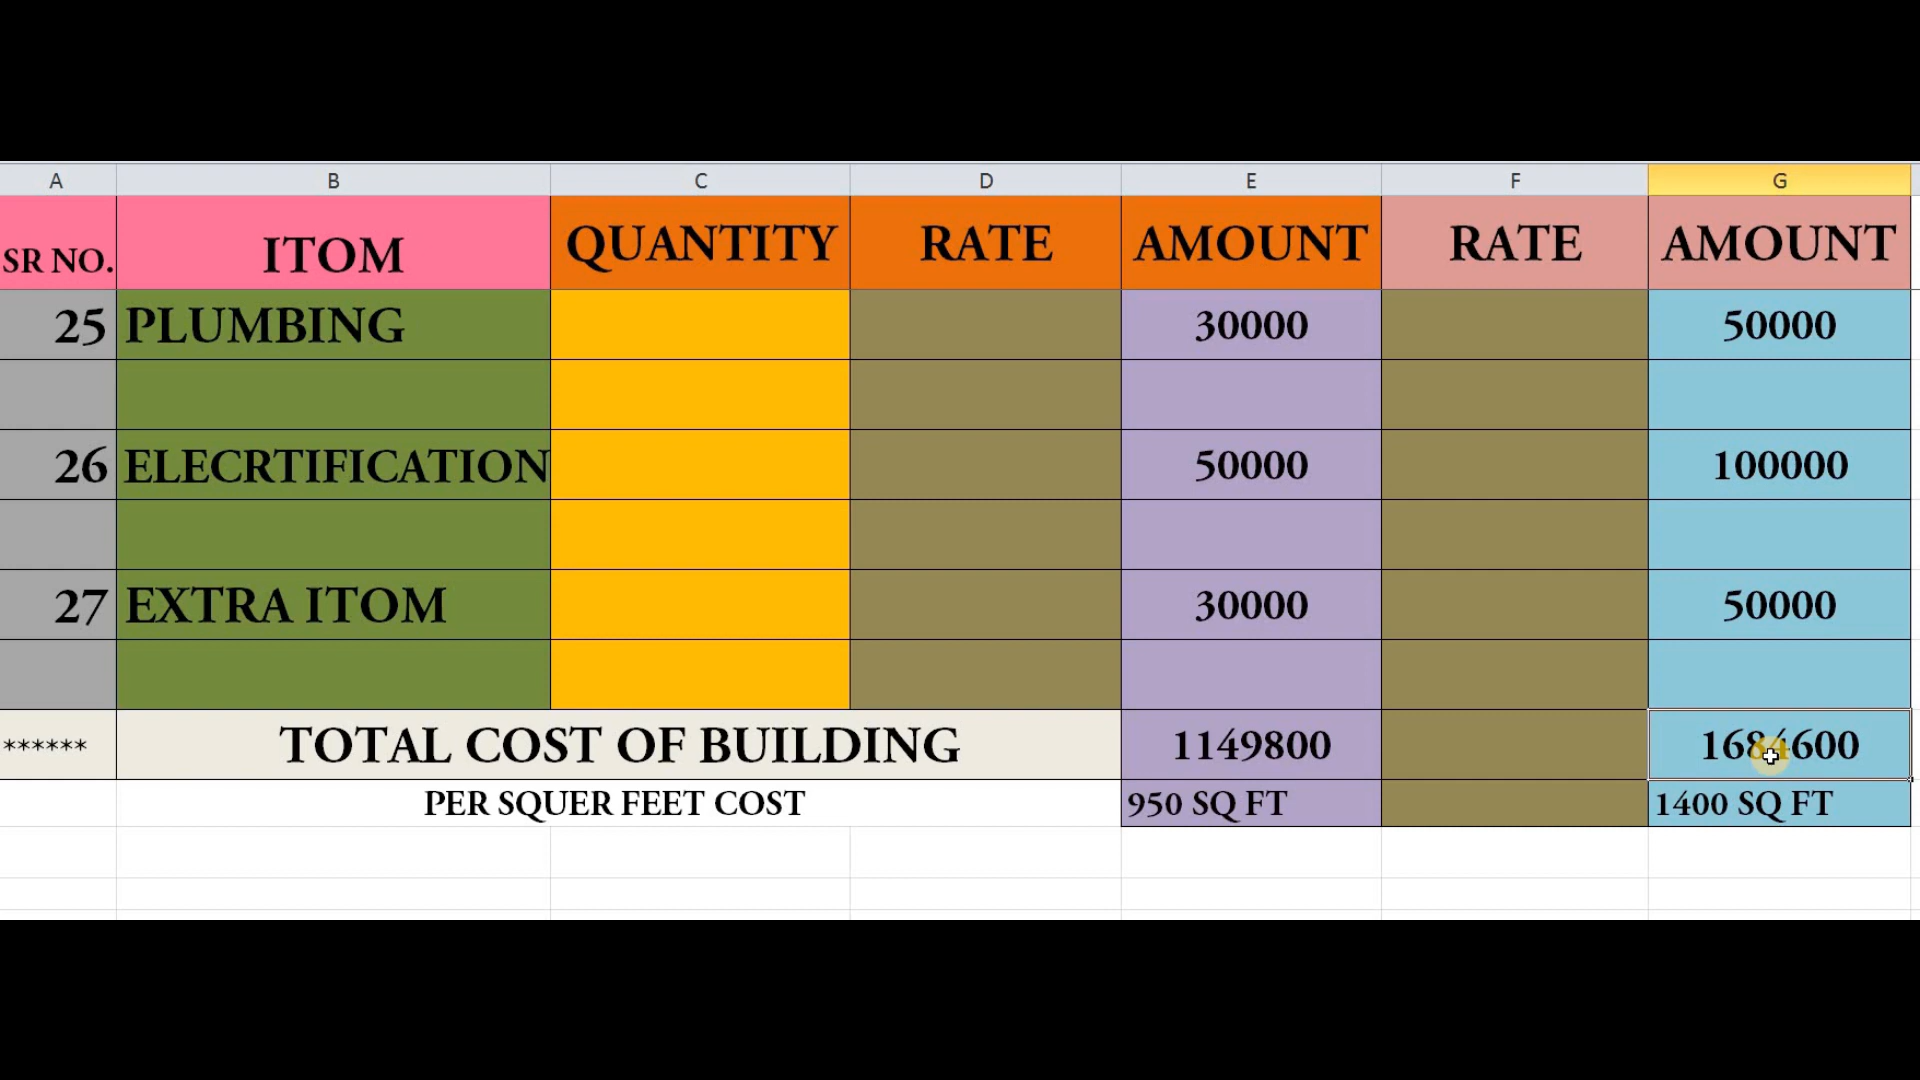 A B C D E F G
SR NO. ITOM QUANTITY RATE AMOUNT RATE AMOUNT
25 PLUMBING 30000 50000
26 ELECRTIFICATION 50000 100000
27 EXTRA ITOM 30000 50000
****** TOTAL COST OF BUILDING 1149800 1684600
PER SQUER FEET COST 950 SQ FT 1400 SQ FT